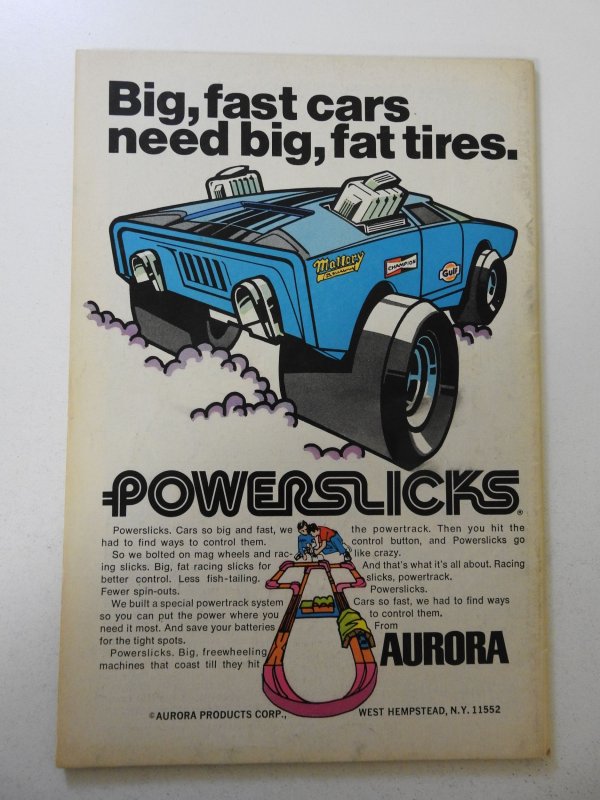 Big, fast cars
need big, fat tires.
Mallory
CHAMPION
Gulf
POWERSLICKS®
Powerslicks. Cars so big and fast, we
had to find ways to control them.
So we bolted on mag wheels and rac-
ing slicks. Big, fat racing slicks for
better control. Less fish-tailing.
Fewer spin-outs.
We built a special powertrack system
so you can put the power where you
need it most. And save your batteries
for the tight spots.
Powerslicks. Big, freewheeling
machines that coast till they hit
the powertrack. Then you hit the
control button, and Powerslicks go
like crazy.
And that's what it's all about. Racing
slicks, powertrack.
Powerslicks.
Cars so fast, we had to find ways
to control them.
From
AURORA
©AURORA PRODUCTS CORP., WEST HEMPSTEAD, N.Y. 11552